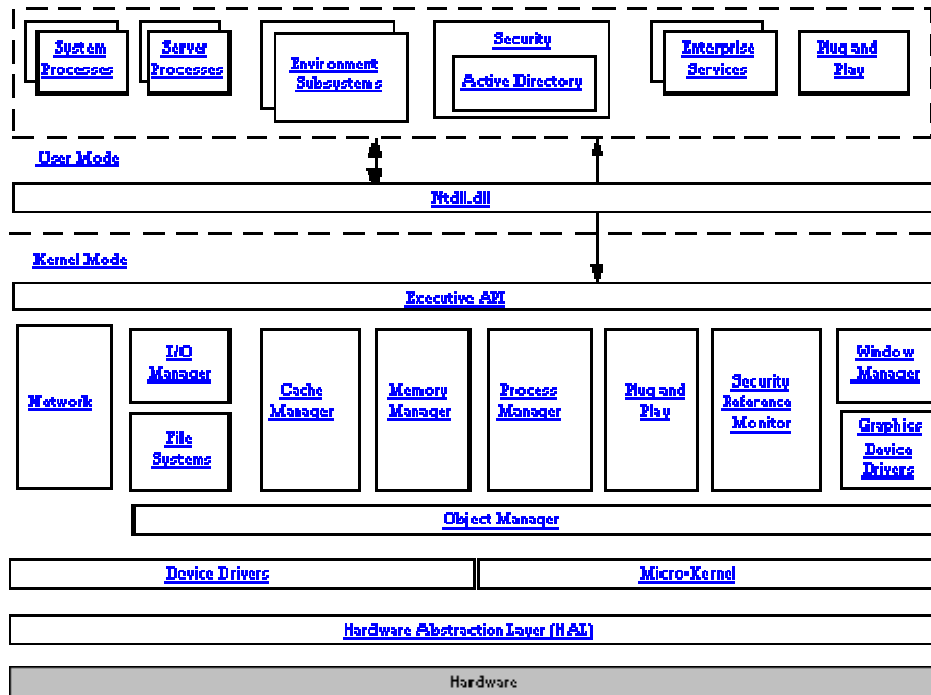 System
Processes
Server
Processes
Environment
Subsystems
Security
Active Directory
Enterprise
Services
Plug and
Play
User Mode
Ntdll.dll
Kernel Mode
Executive API
Network
I/O
Manager
File
Systems
Cache
Manager
Memory
Manager
Process
Manager
Plug and
Play
Security
Reference
Monitor
Window
Manager
Graphics
Device
Drivers
Object Manager
Device Drivers
Micro-Kernel
Hardware Abstraction Layer (HAL)
Hardware